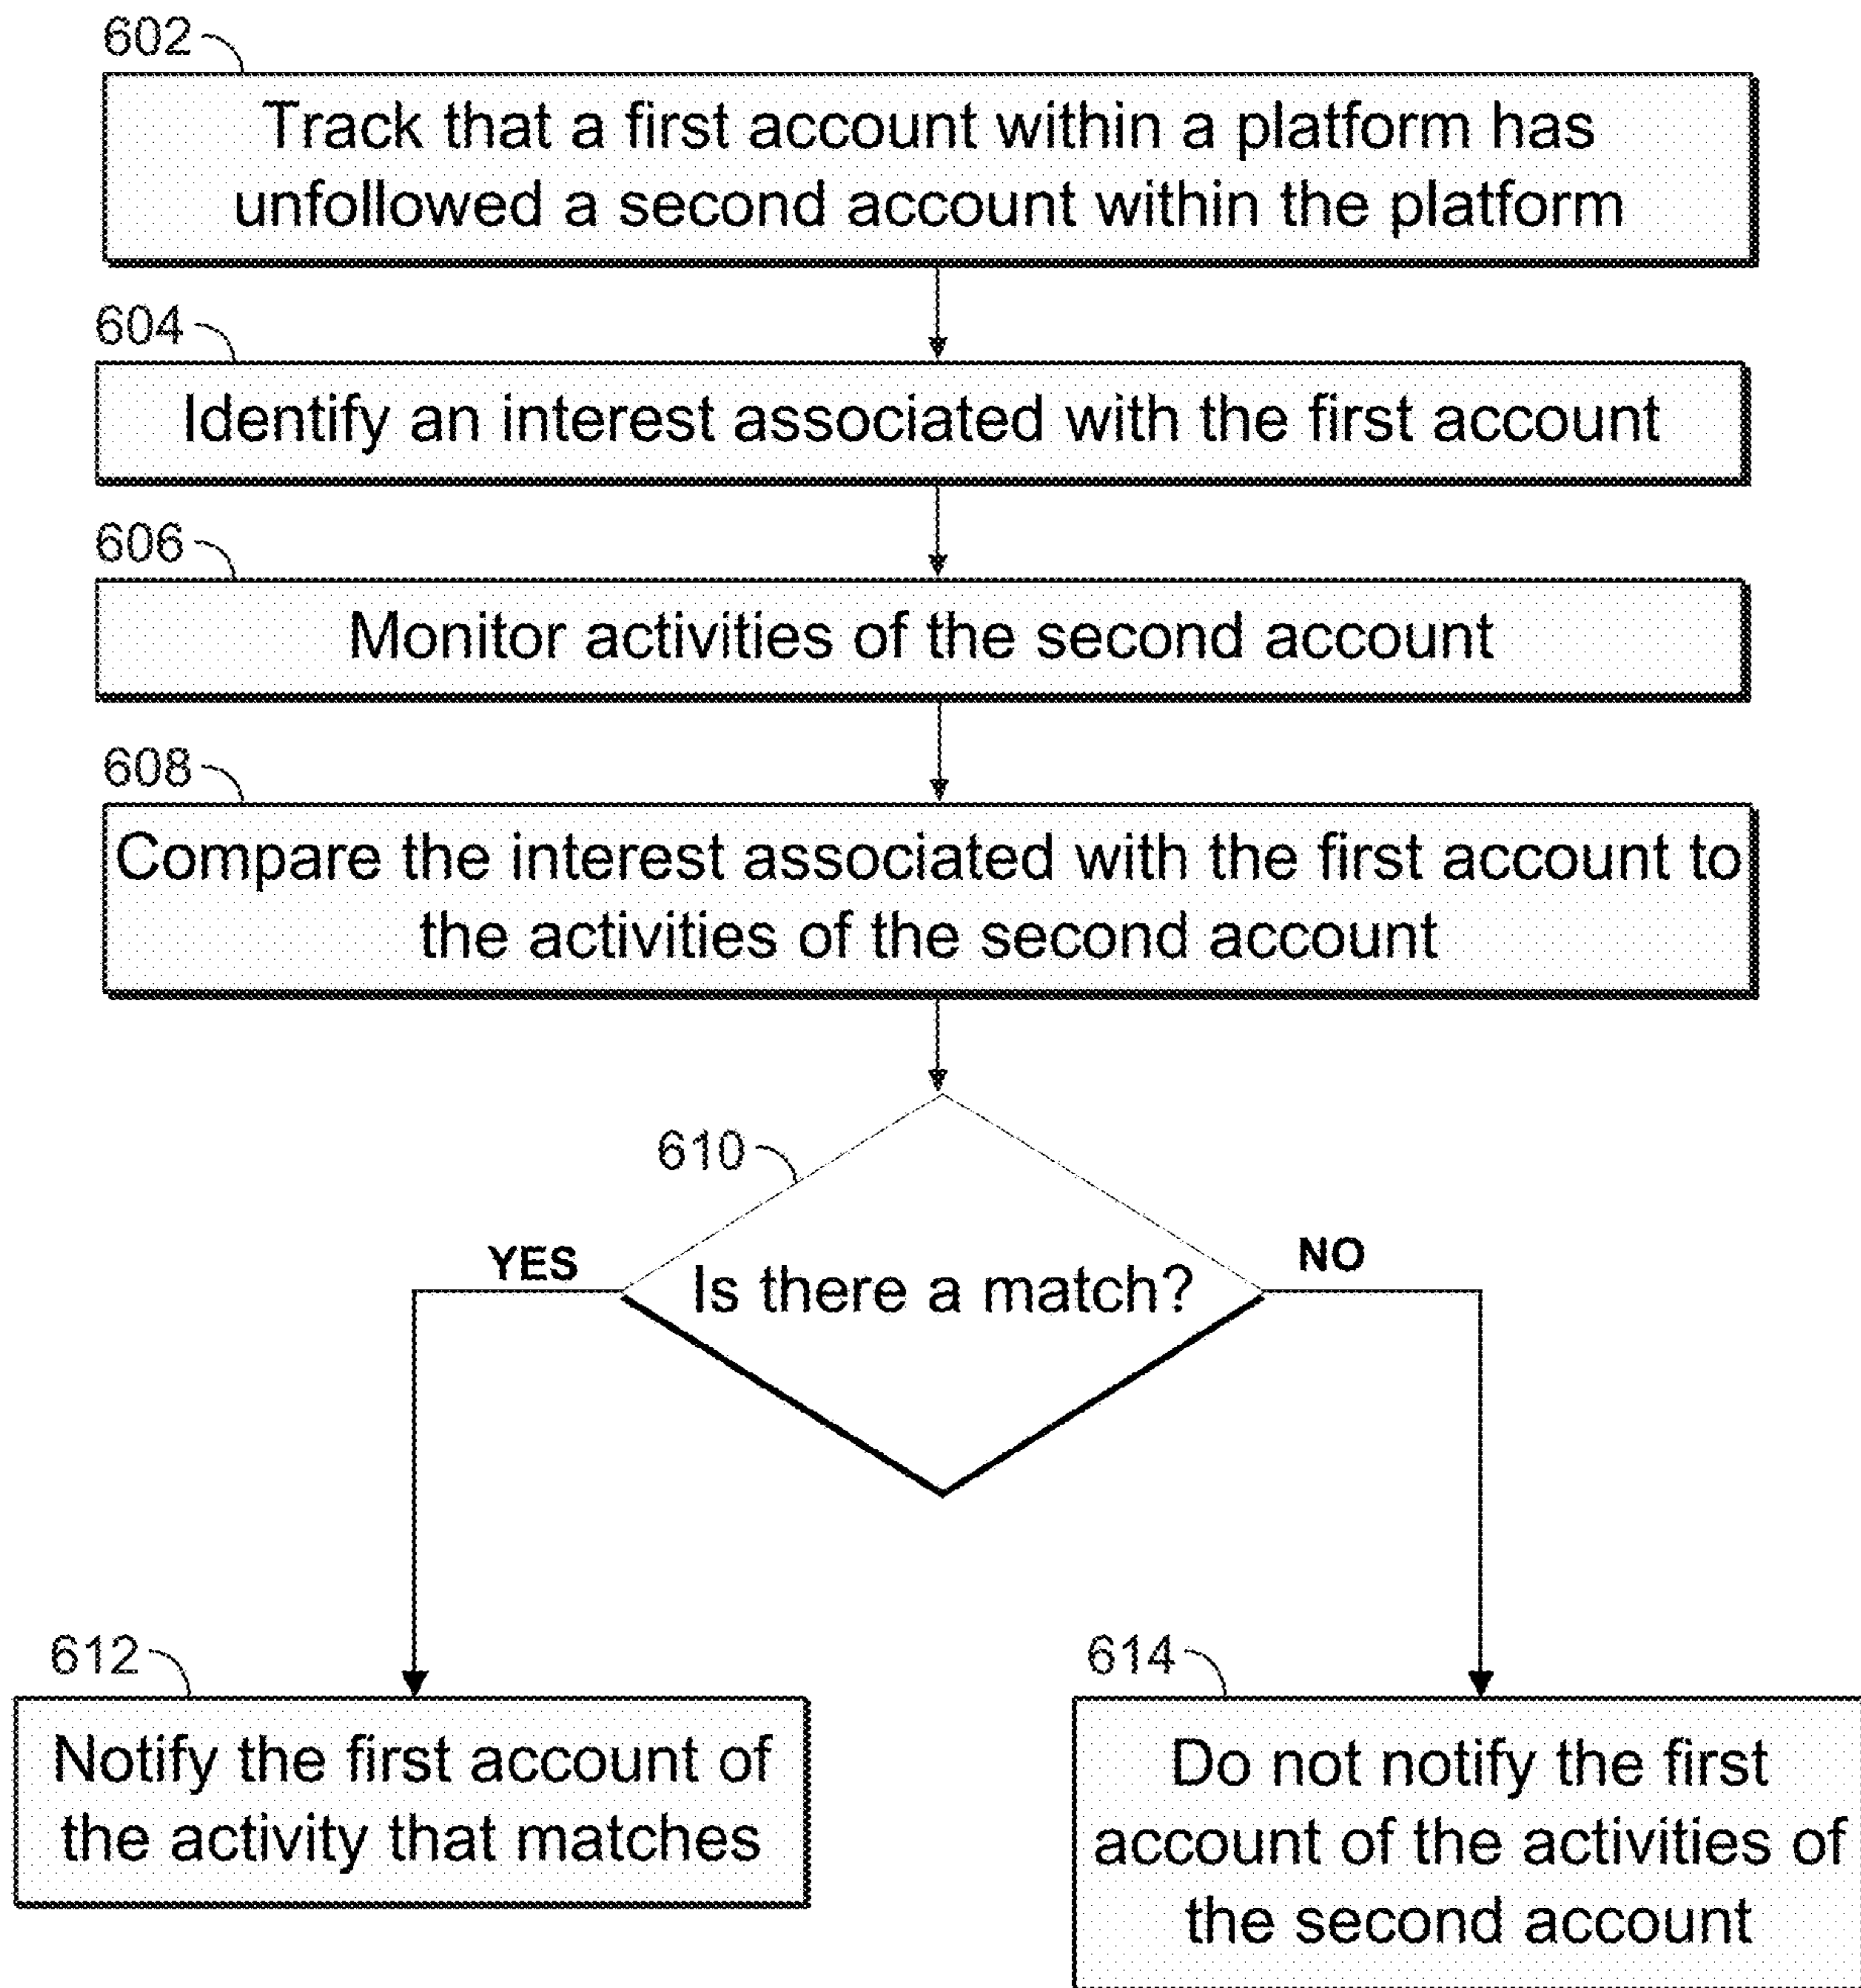 602
Track that a first account within a platform has
unfollowed a second account within the platform
604
Identify an interest associated with the first account
606
Monitor activities of the second account
608
Compare the interest associated with the first account to
the activities of the second account
610
YES
Is there a match?
NO
612
Notify the first account of
the activity that matches
614
Do not notify the first
account of the activities of
the second account